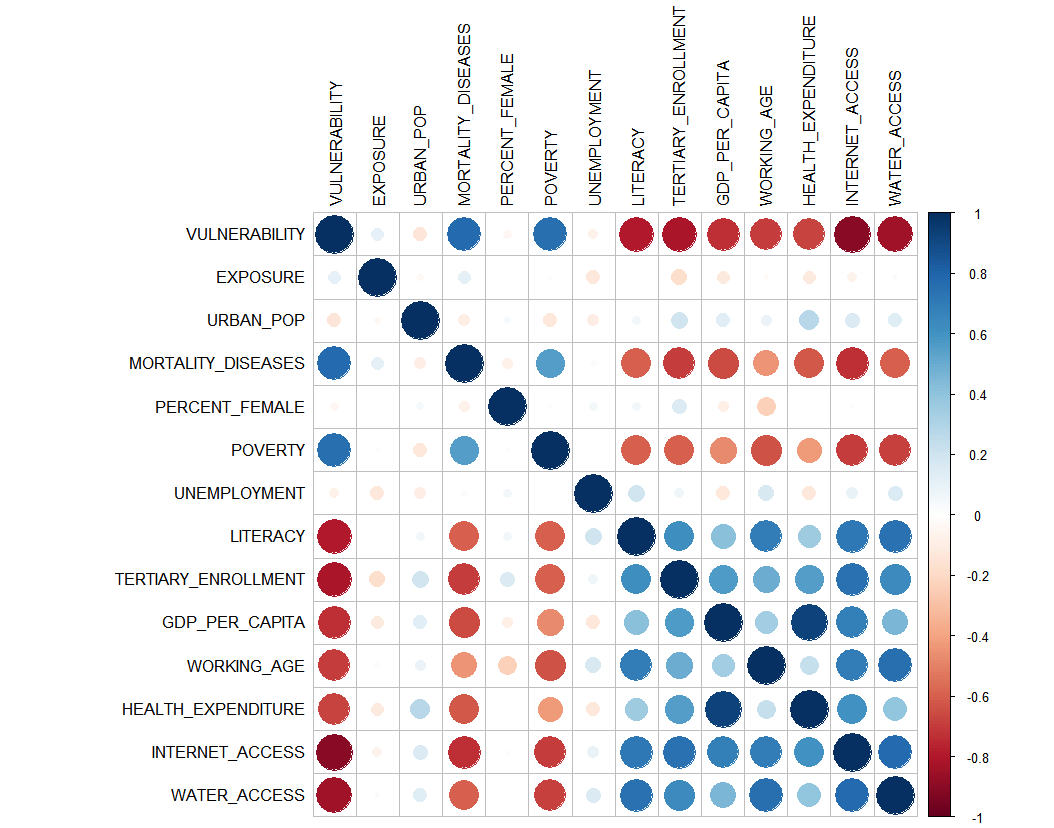 VULNERABILITY
EXPOSURE
URBAN_POP
MORTALITY_DISEASES
PERCENT_FEMALE
POVERTY
UNEMPLOYMENT
LITERACY
TERTIARY_ENROLLMENT
GDP_PER_CAPITA
WORKING_AGE
HEALTH_EXPENDITURE
INTERNET_ACCESS
WATER_ACCESS
VULNERABILITY
EXPOSURE
URBAN_POP
MORTALITY_DISEASES
PERCENT_FEMALE
POVERTY
UNEMPLOYMENT
LITERACY
TERTIARY_ENROLLMENT
GDP_PER_CAPITA
WORKING_AGE
HEALTH_EXPENDITURE
INTERNET_ACCESS
WATER_ACCESS
1
0.8
0.6
0.4
0.2
0
-0.2
-0.4
-0.6
-0.8
-1